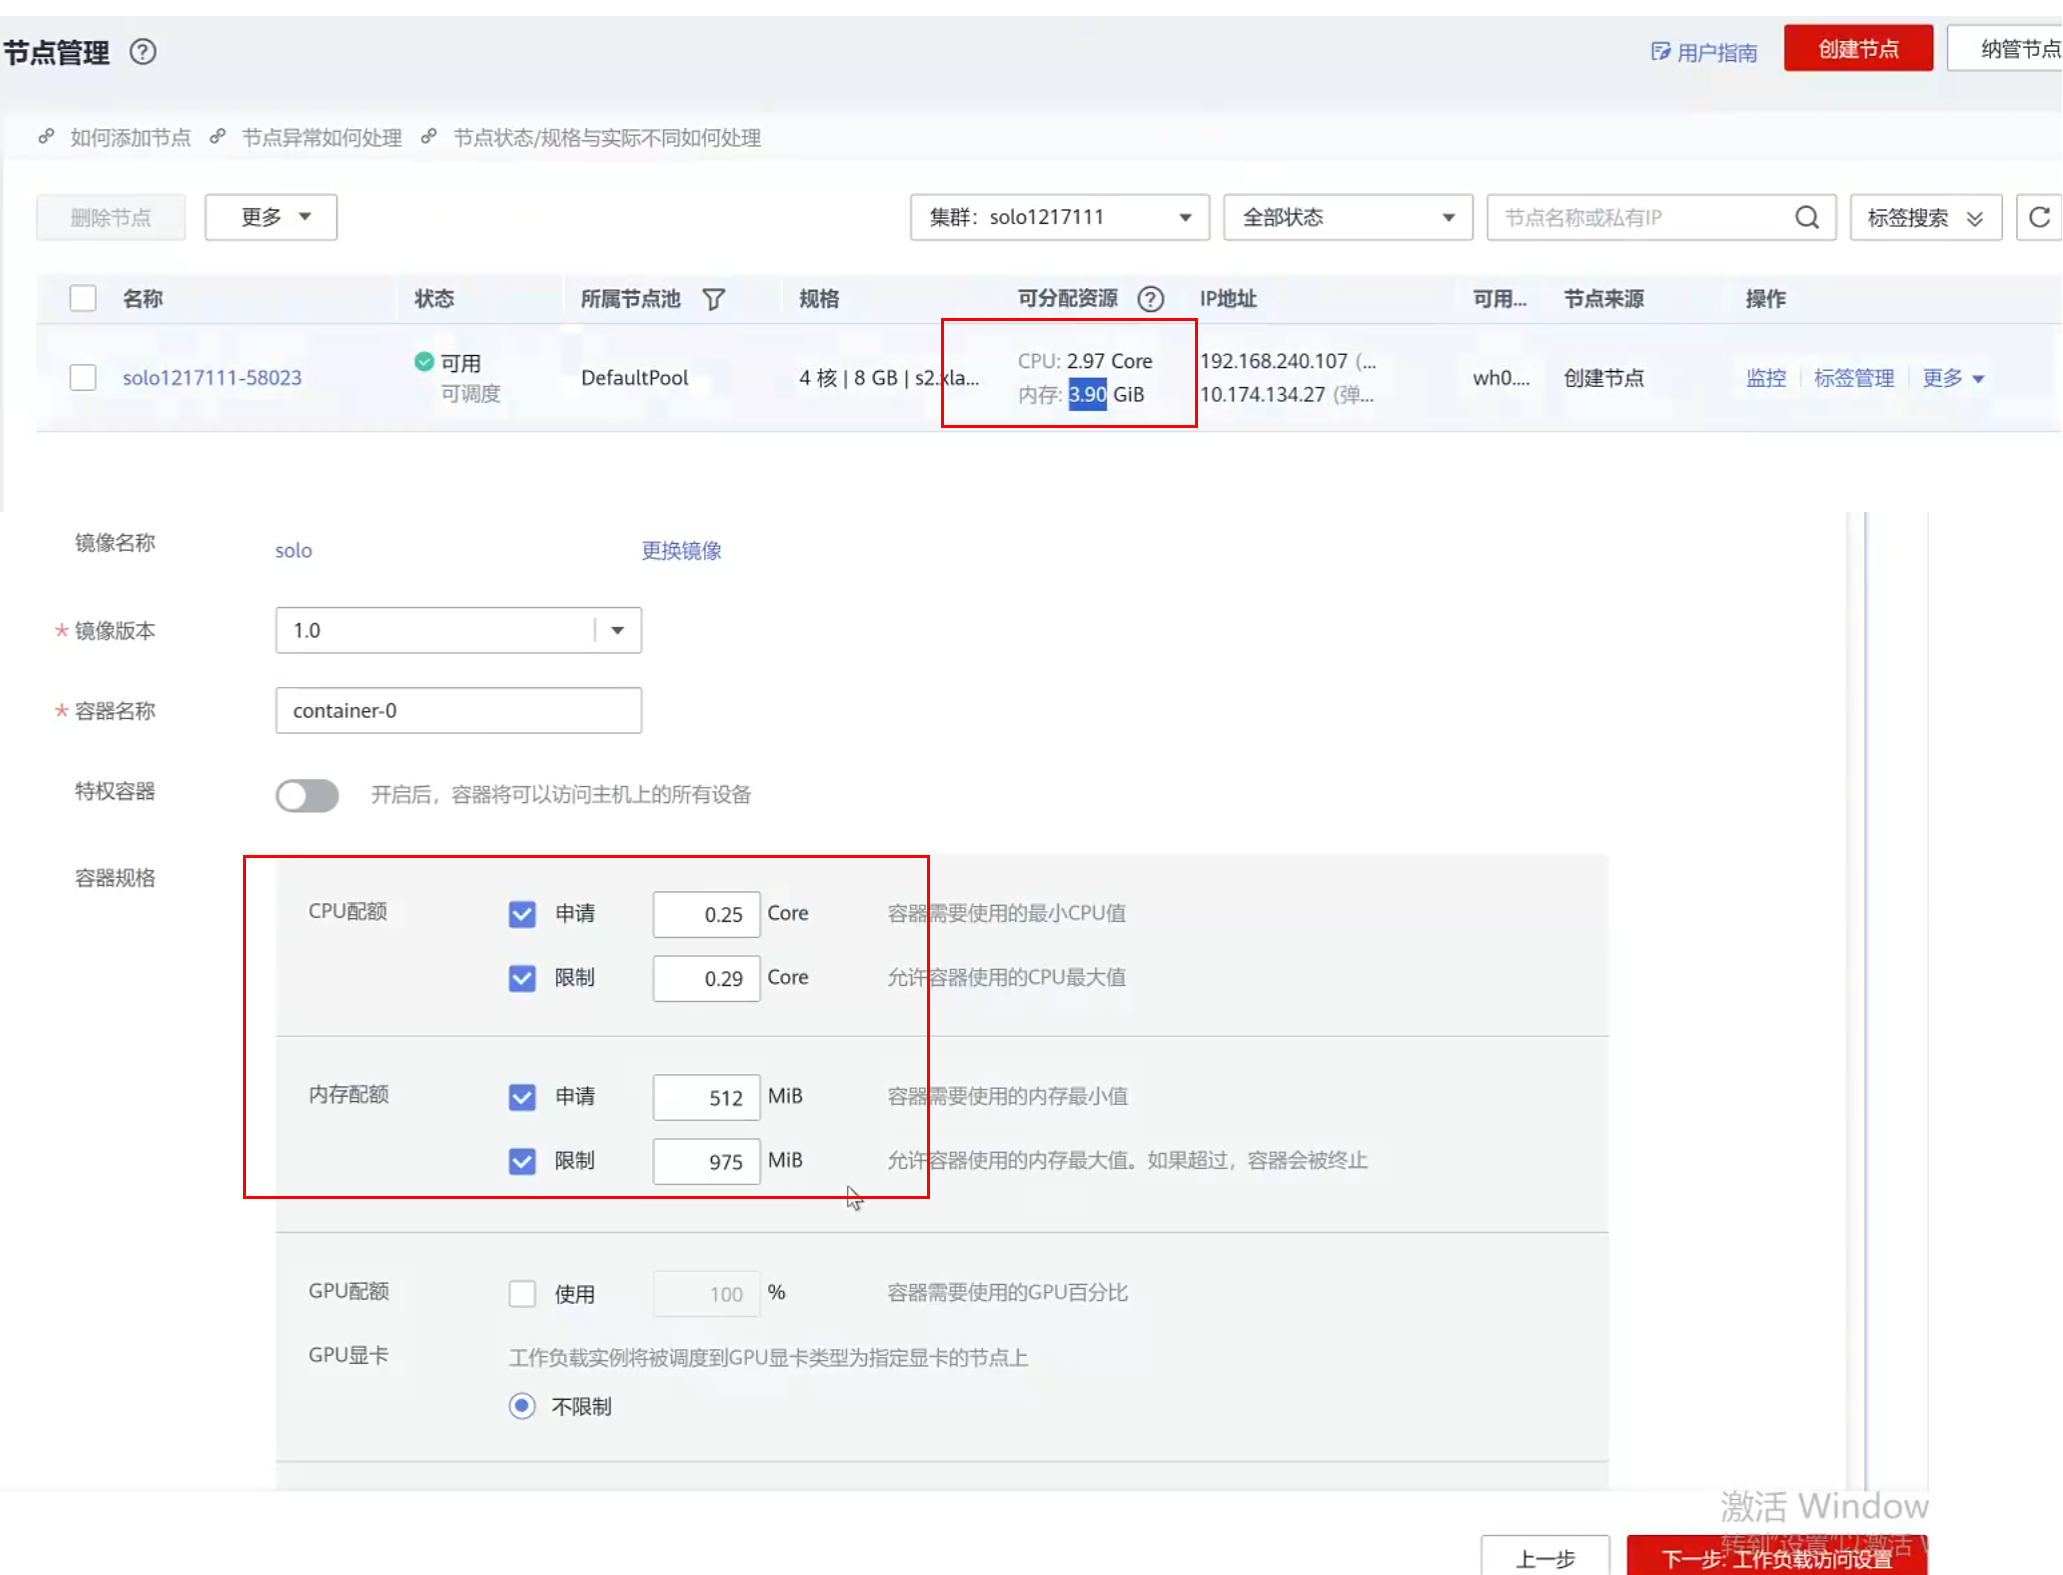 节点管理
用户指南
创建节点
纳管节点
如何添加节点 节点异常如何处理 节点状态/规格与实际不同如何处理
删除节点 更多 集群：solo1217111 全部状态 节点名称或私有IP 标签搜索
名称 状态 所属节点池 规格 可分配资源 IP地址 可用... 节点来源 操作
solo1217111-58023 可用 可调度 DefaultPool 4 核 | 8 GB | s2.xla... CPU: 2.97 Core 内存: 3.90 GiB 192.168.240.107 (... 10.174.134.27 (弹... wh0.... 创建节点 监控 标签管理 更多
镜像名称 solo 更换镜像
* 镜像版本 1.0
* 容器名称 container-0
特权容器 开启后，容器将可以访问主机上的所有设备
容器规格
CPU配额 申请 0.25 Core 容器需要使用的最小CPU值
限制 0.29 Core 允许容器使用的CPU最大值
内存配额 申请 512 MiB 容器需要使用的内存最小值
限制 975 MiB 允许容器使用的内存最大值。如果超过，容器会被终止
GPU配额 使用 100 % 容器需要使用的GPU百分比
GPU显卡 工作负载实例将被调度到GPU显卡类型为指定显卡的节点上
不限制
激活 Window
转到"设置"以激活
上一步 下一步: 工作负载访问设置